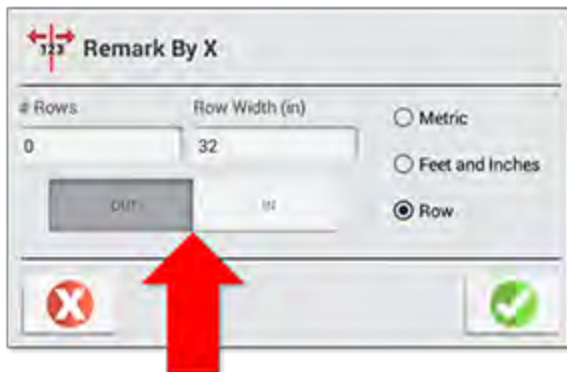 123 Remark By X
# Rows Row Width (in)
0 32
OUT IN
Metric
Feet and Inches
Row